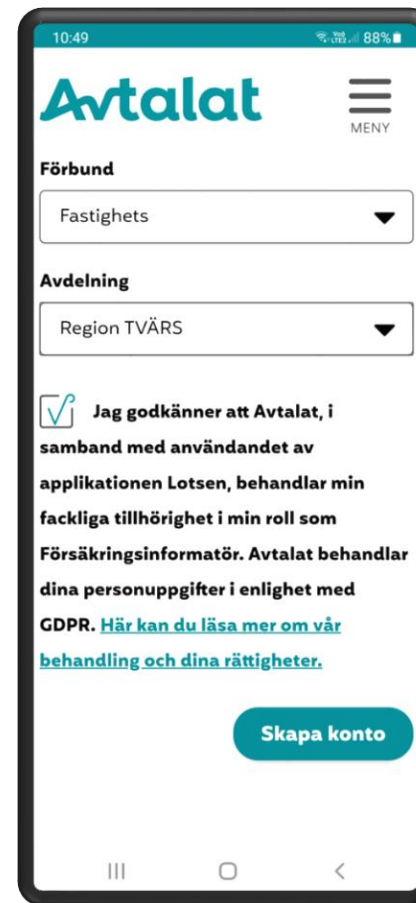 10:49
Vo)) LTE2 88%
Avtalat
MENY
Förbund
Fastighets
Avdelning
Region TVÄRS
Jag godkänner att Avtalat, i
samband med användandet av
applikationen Lotsen, behandlar min
fackliga tillhörighet i min roll som
Försäkringsinformatör. Avtalat behandlar
dina personuppgifter i enlighet med
GDPR. Här kan du läsa mer om vår
behandling och dina rättigheter.
Skapa konto